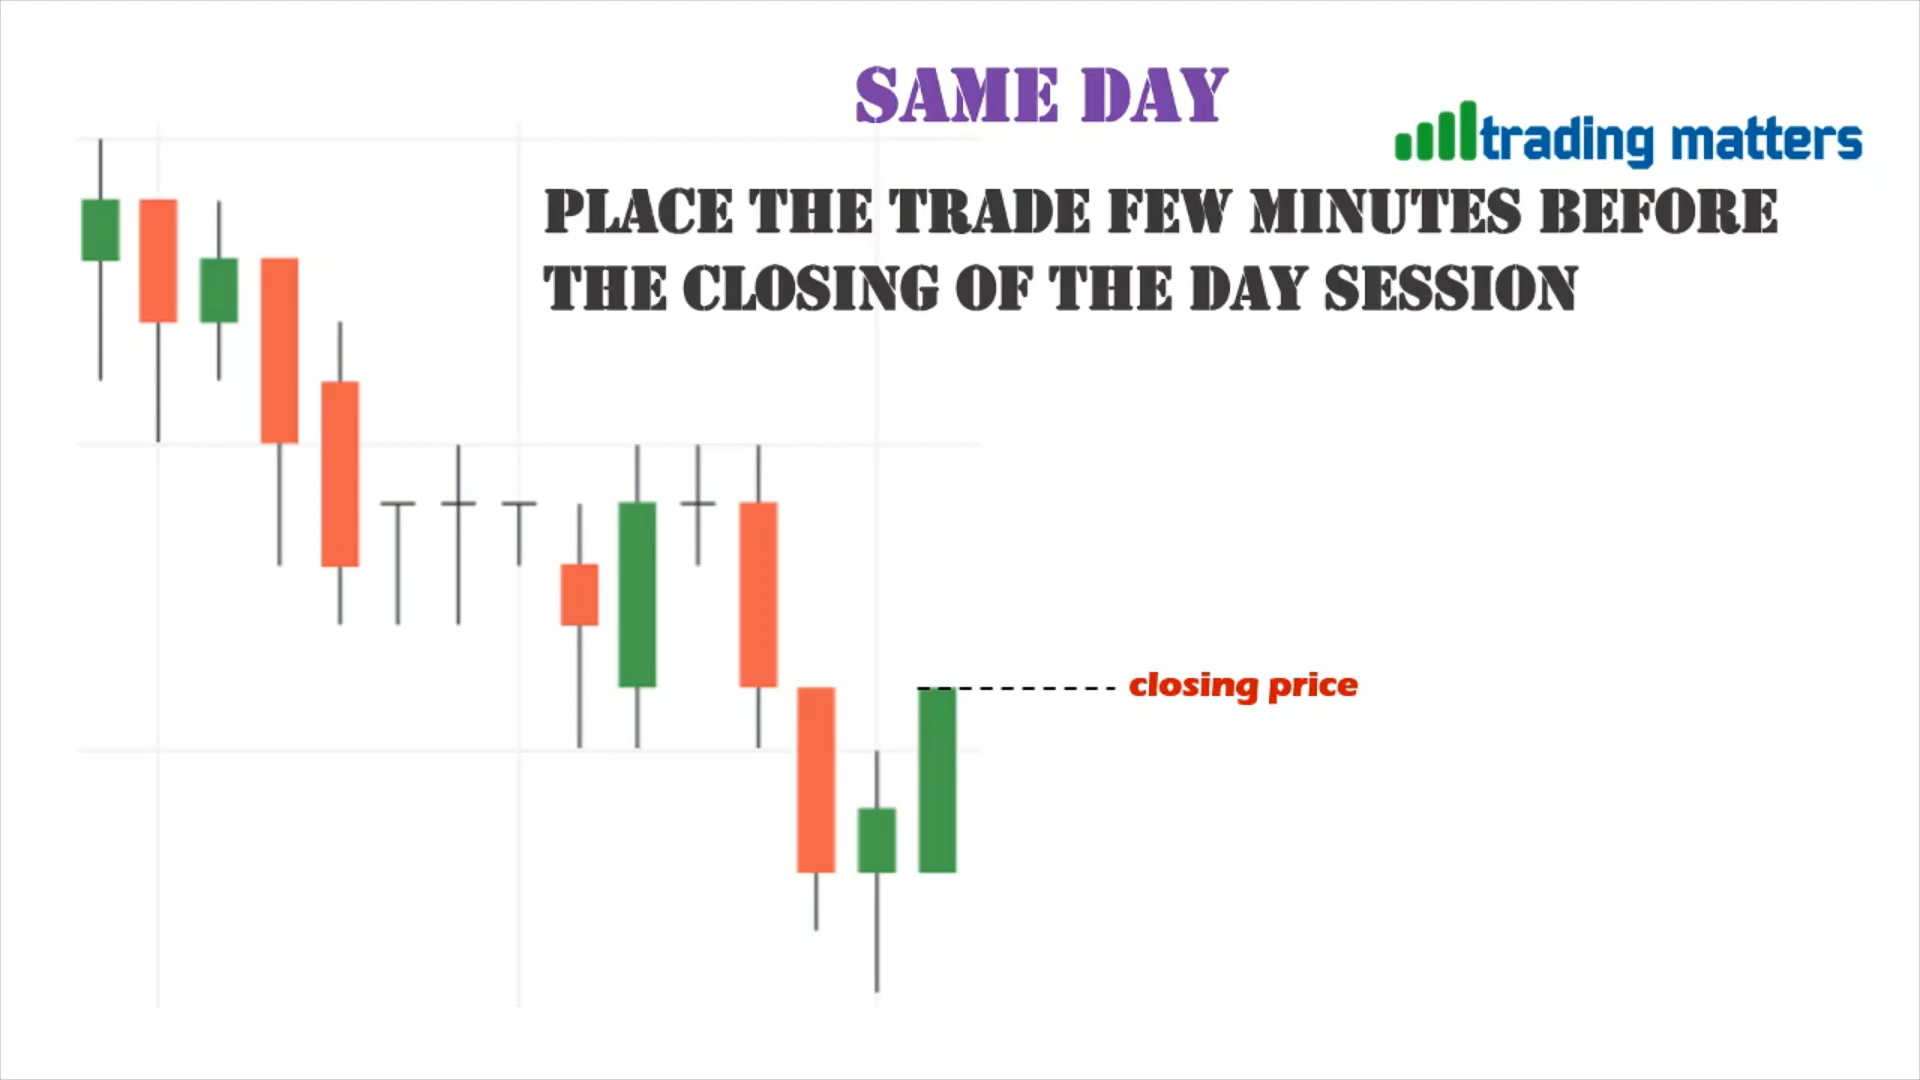 SAME DAY
trading matters
PLACE THE TRADE FEW MINUTES BEFORE
THE CLOSING OF THE DAY SESSION
closing price